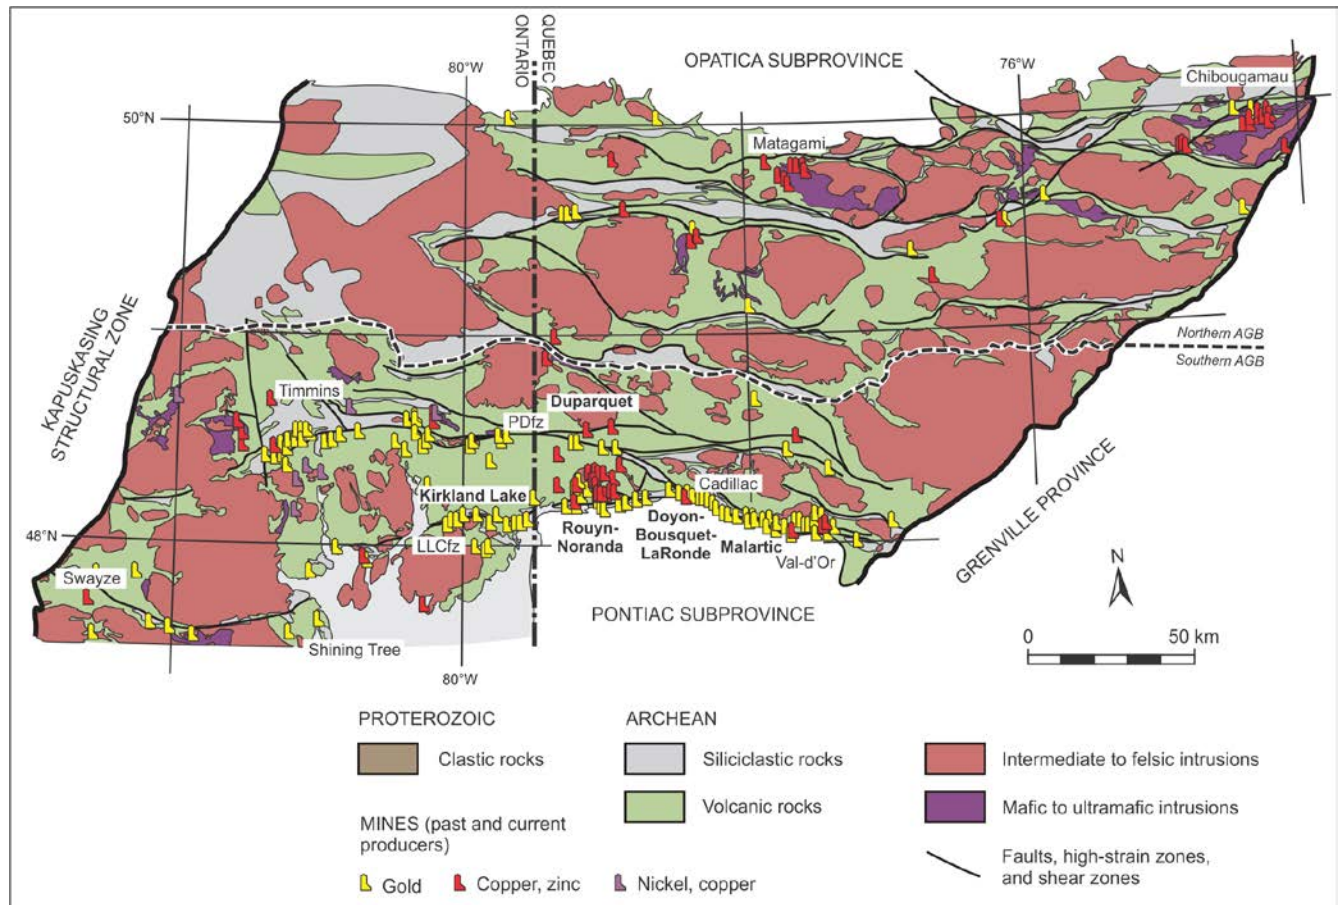 QUEBEC
ONTARIO
80°W
OPATICA SUBPROVINCE
76°W
Chibougamau
50°N
Matagami
KAPUSKASING
STRUCTURAL ZONE
Northern AGB
Southern AGB
Timmins
Duparquet
PDfz
GRENVILLE PROVINCE
Kirkland Lake
Cadillac
48°N
LLCfz
Rouyn-
Noranda
Doyon-
Bousquet-
LaRonde
Malartic
Val-d'Or
Swayze
PONTIAC SUBPROVINCE
N
Shining Tree
0 50 km
80°W
PROTEROZOIC
Clastic rocks
ARCHEAN
Siliciclastic rocks
Volcanic rocks
Intermediate to felsic intrusions
Mafic to ultramafic intrusions
Faults, high-strain zones,
and shear zones
MINES (past and current
producers)
Gold
Copper, zinc
Nickel, copper